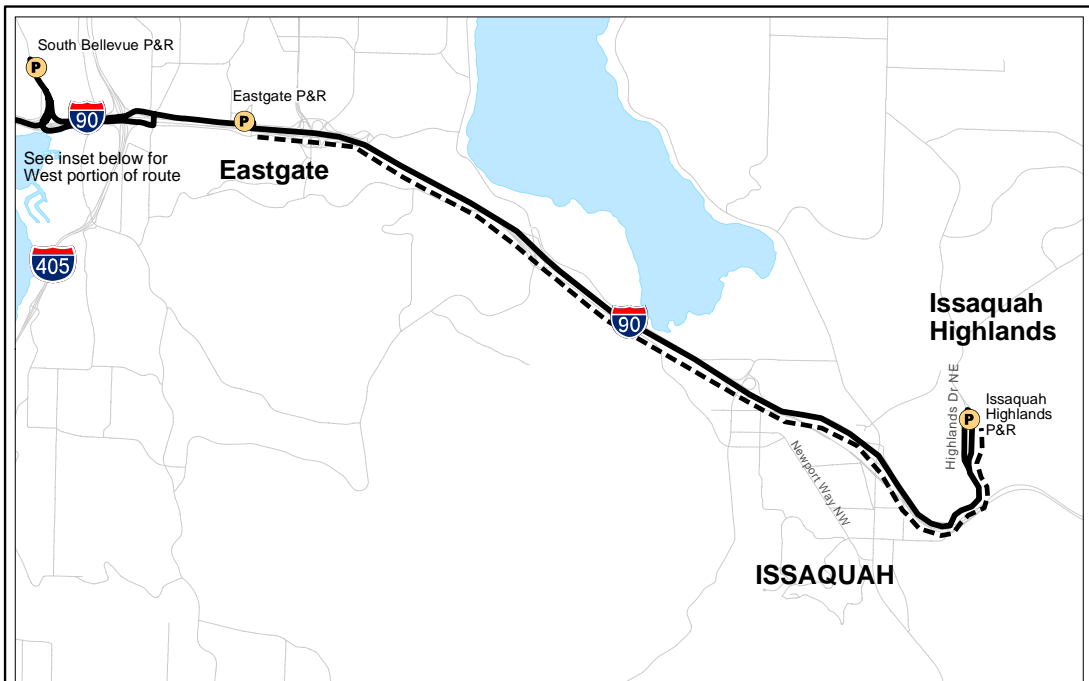 South Bellevue P&R
P
90
Eastgate P&R
P
See inset below for
West portion of route
Eastgate
405
90
Issaquah
Highlands
Highlands Dr NE
P
Issaquah
Highlands
P&R
Newport Way NW
ISSAQUAH